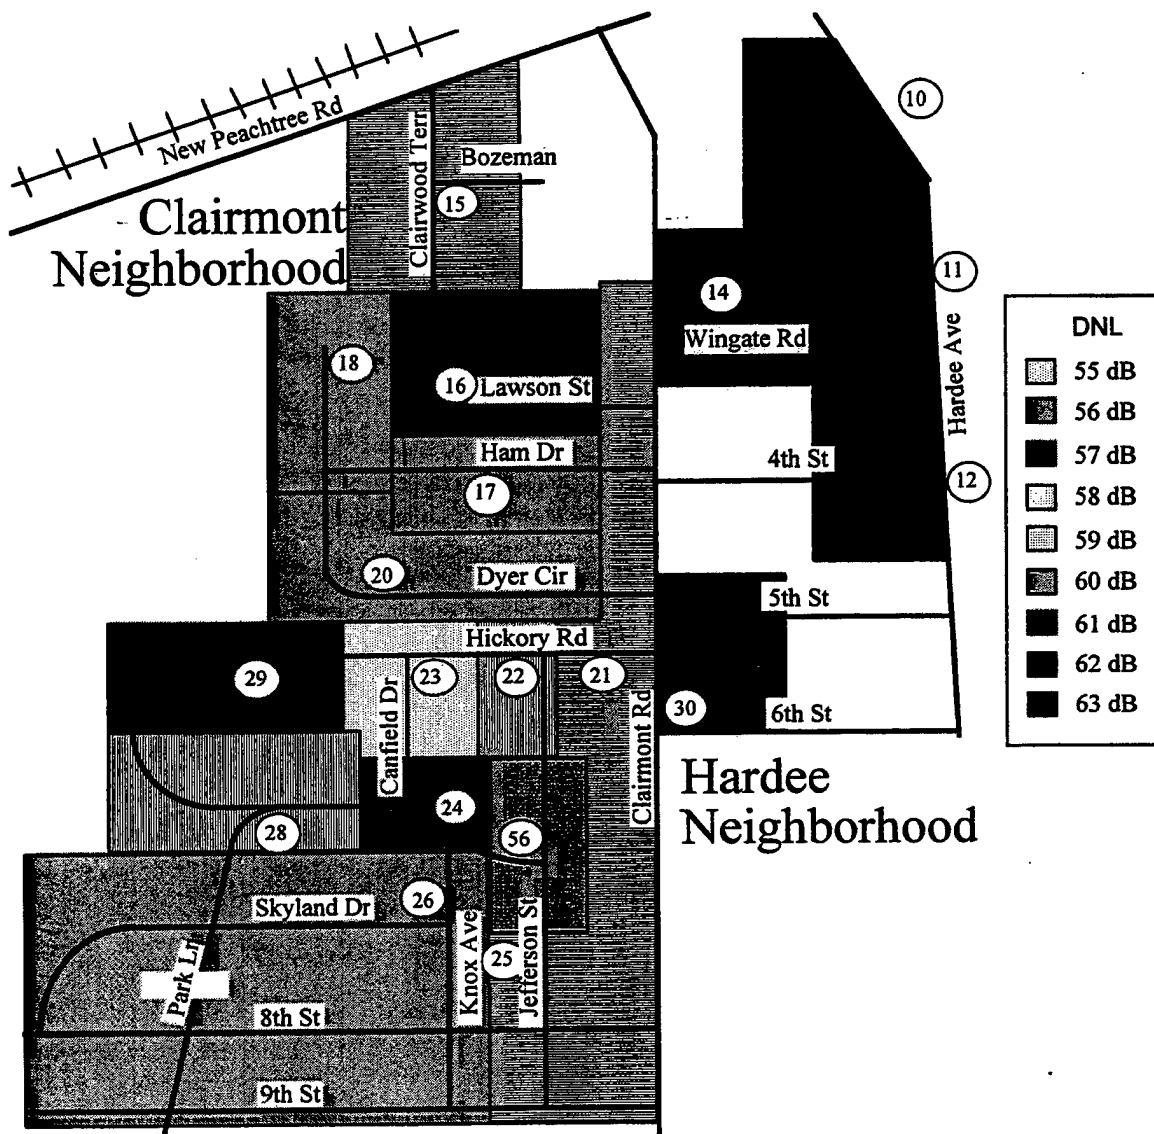 New Peachtree Rd
10
Bozeman
Clairwood Terr
15
Clairmont
Neighborhood
11
14
Wingate Rd
Hardee Ave
DNL
55 dB
56 dB
57 dB
58 dB
59 dB
60 dB
61 dB
62 dB
63 dB
18
16
Lawson St
Ham Dr
4th St
17
12
20
Dyer Cir
5th St
Hickory Rd
29
23
22
21
Canfield Dr
Clairmont Rd
30
6th St
Hardee
Neighborhood
24
28
56
26
Skyland Dr
Knox Ave
25
Jefferson St
Park Ln
8th St
9th St